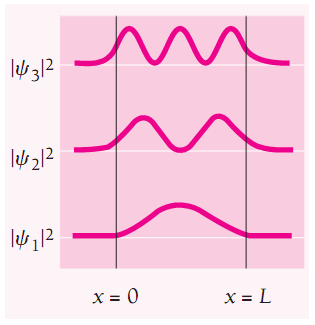 |ψ₃|²
|ψ₂|²
|ψ₁|²
x = 0 x = L